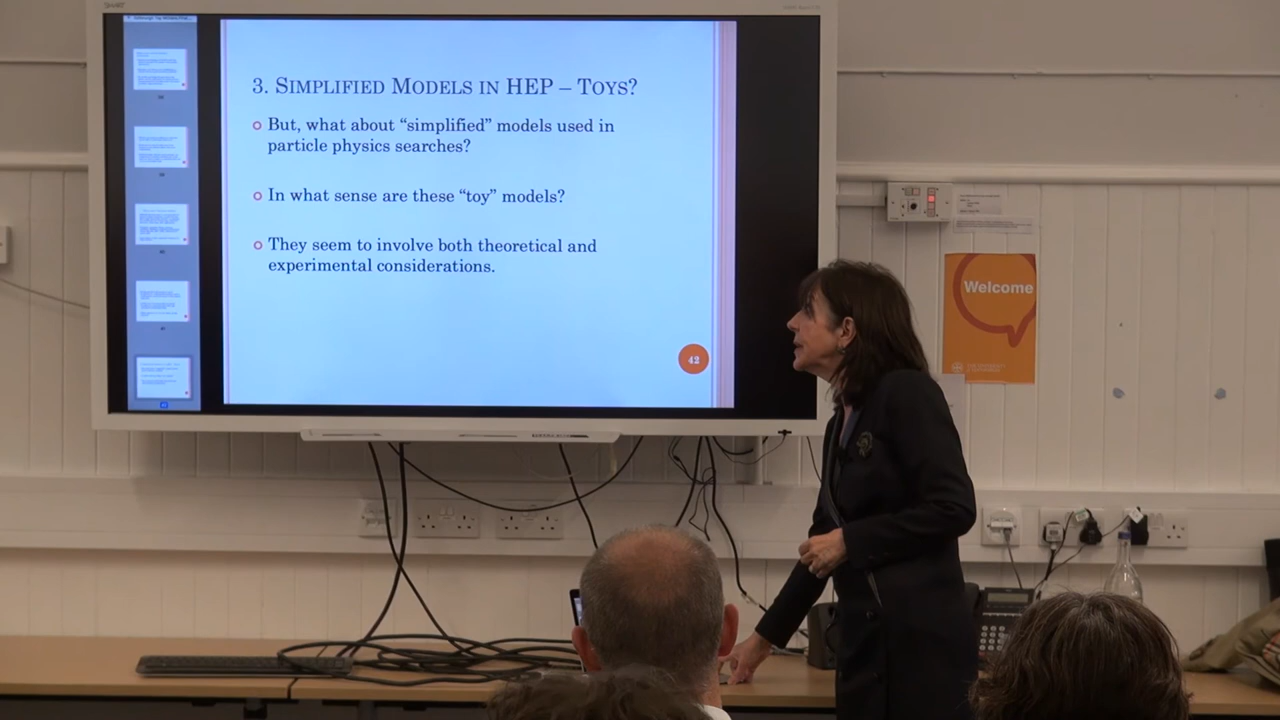 SMART
3. SIMPLIFIED MODELS IN HEP – TOYS?
But, what about “simplified” models used in
particle physics searches?
In what sense are these “toy” models?
They seem to involve both theoretical and
experimental considerations.
42
Welcome